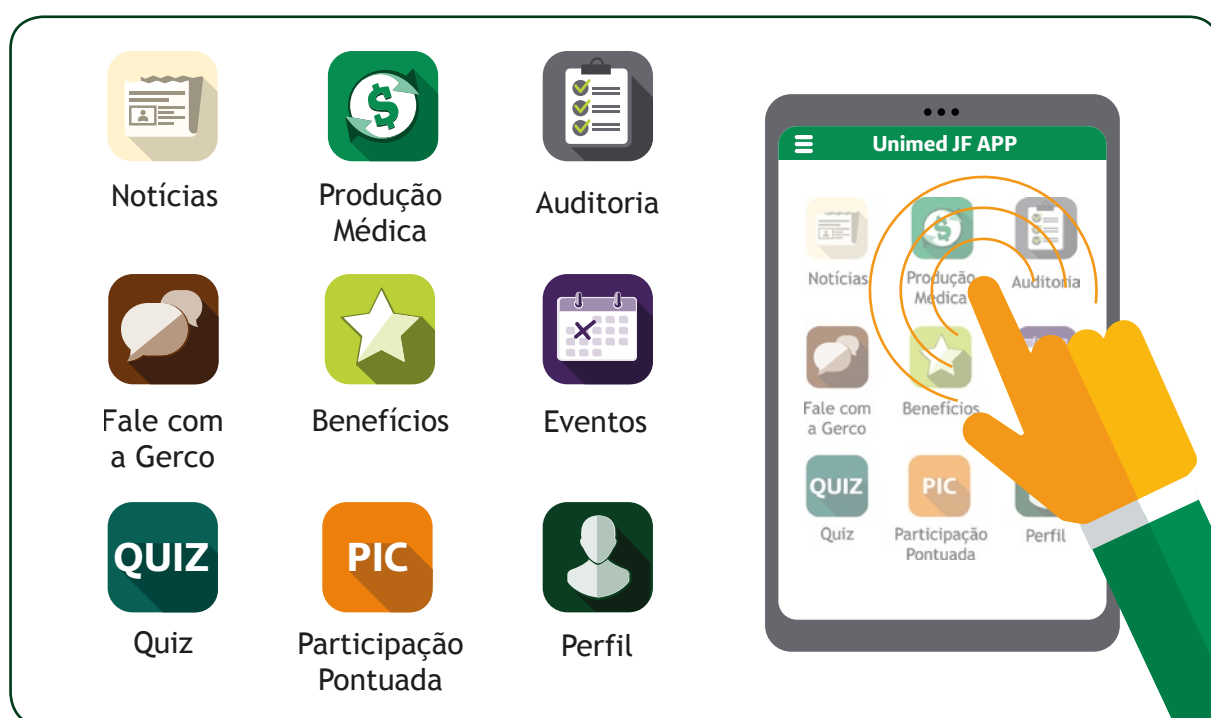 Notícias
Produção
Médica
Auditoria
Fale com
a Gerco
Benefícios
Eventos
QUIZ
Quiz
PIC
Participação
Pontuada
Perfil
Unimed JF APP
Notícias
Produção
Médica
Auditoria
Fale com
a Gerco
Benefícios
QUIZ
Quiz
PIC
Participação
Pontuada
Perfil